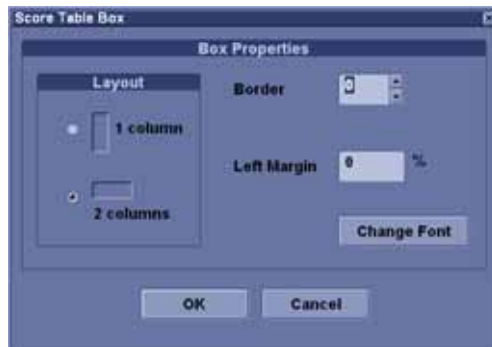 Score Table Box
Box Properties
Layout
1 column
2 columns
Border
Left Margin
0
%
Change Font
OK
Cancel